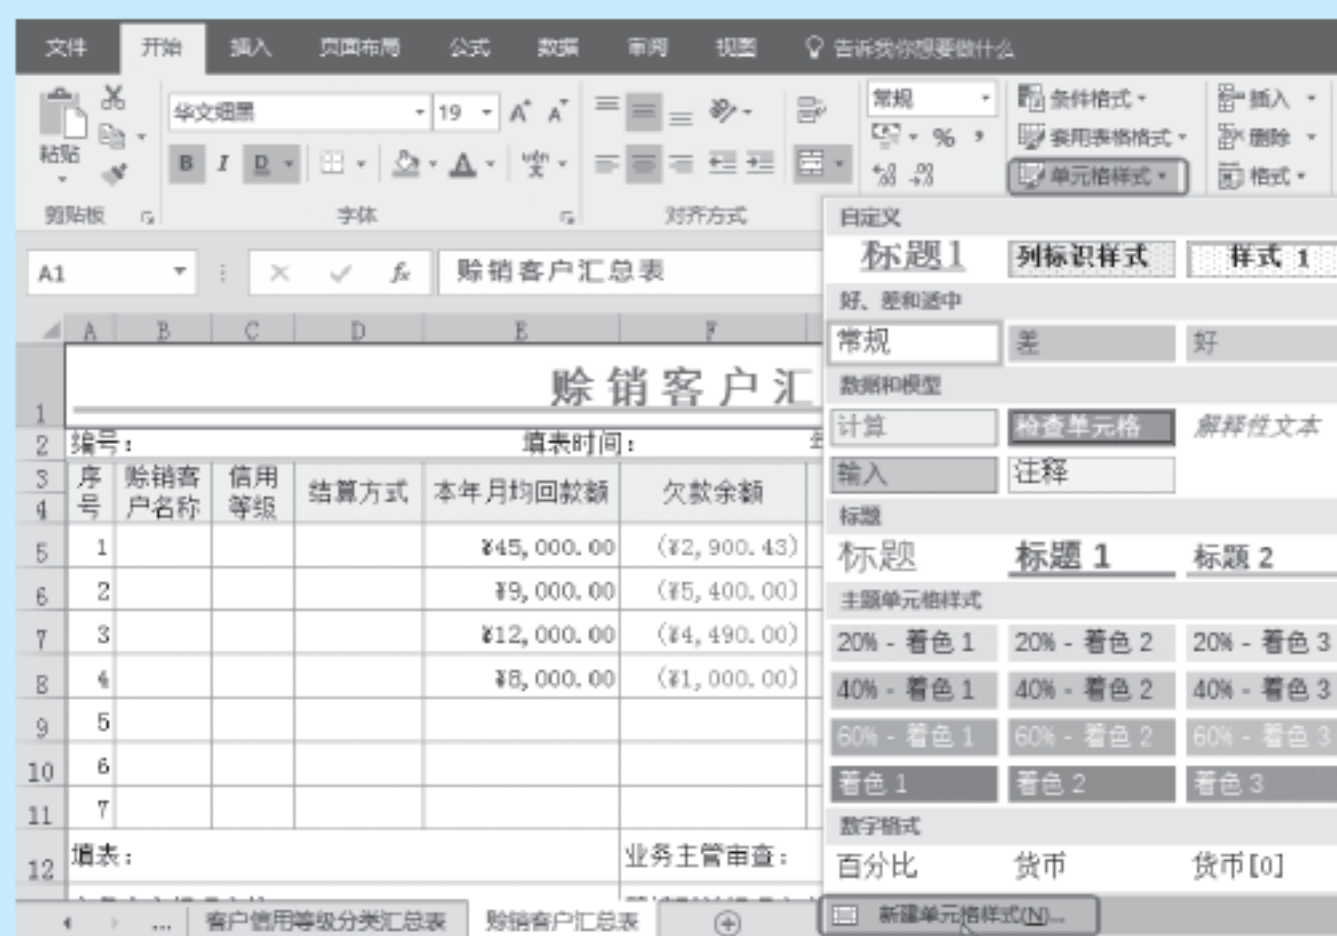 文件 开始 插入 页面布局 公式 数据 审阅 视图 告诉我你想要做什么
华文细黑 19 常规 条件格式 插入
粘贴 B I D % 套用表格格式 删除
单元格样式 格式
剪贴板 字体 对齐方式
A1 fx 赊销客户汇总表
A B C D E F
1 赊销客户汇
2 编号: 填表时间:
3 序号 赊销客户名称 信用等级 结算方式 本年月均回款额 欠款余额
4
5 1 ¥45,000.00 (¥2,900.43)
6 2 ¥9,000.00 (¥5,400.00)
7 3 ¥12,000.00 (¥4,490.00)
8 4 ¥8,000.00 (¥1,000.00)
9 5
10 6
11 7
12 填表: 业务主管审查:
... 客户信用等级分类汇总表 赊销客户汇总表
自定义
标题1 列标识样式 样式 1
好、差和适中
常规 差 好
数据和模型
计算 检查单元格 解释性文本
输入 注释
标题
标题 标题 1 标题 2
主题单元格样式
20% - 着色 1 20% - 着色 2 20% - 着色 3
40% - 着色 1 40% - 着色 2 40% - 着色 3
60% - 着色 1 60% - 着色 2 60% - 着色 3
着色 1 着色 2 着色 3
数字格式
百分比 货币 货币[0]
新建单元格样式(N)...